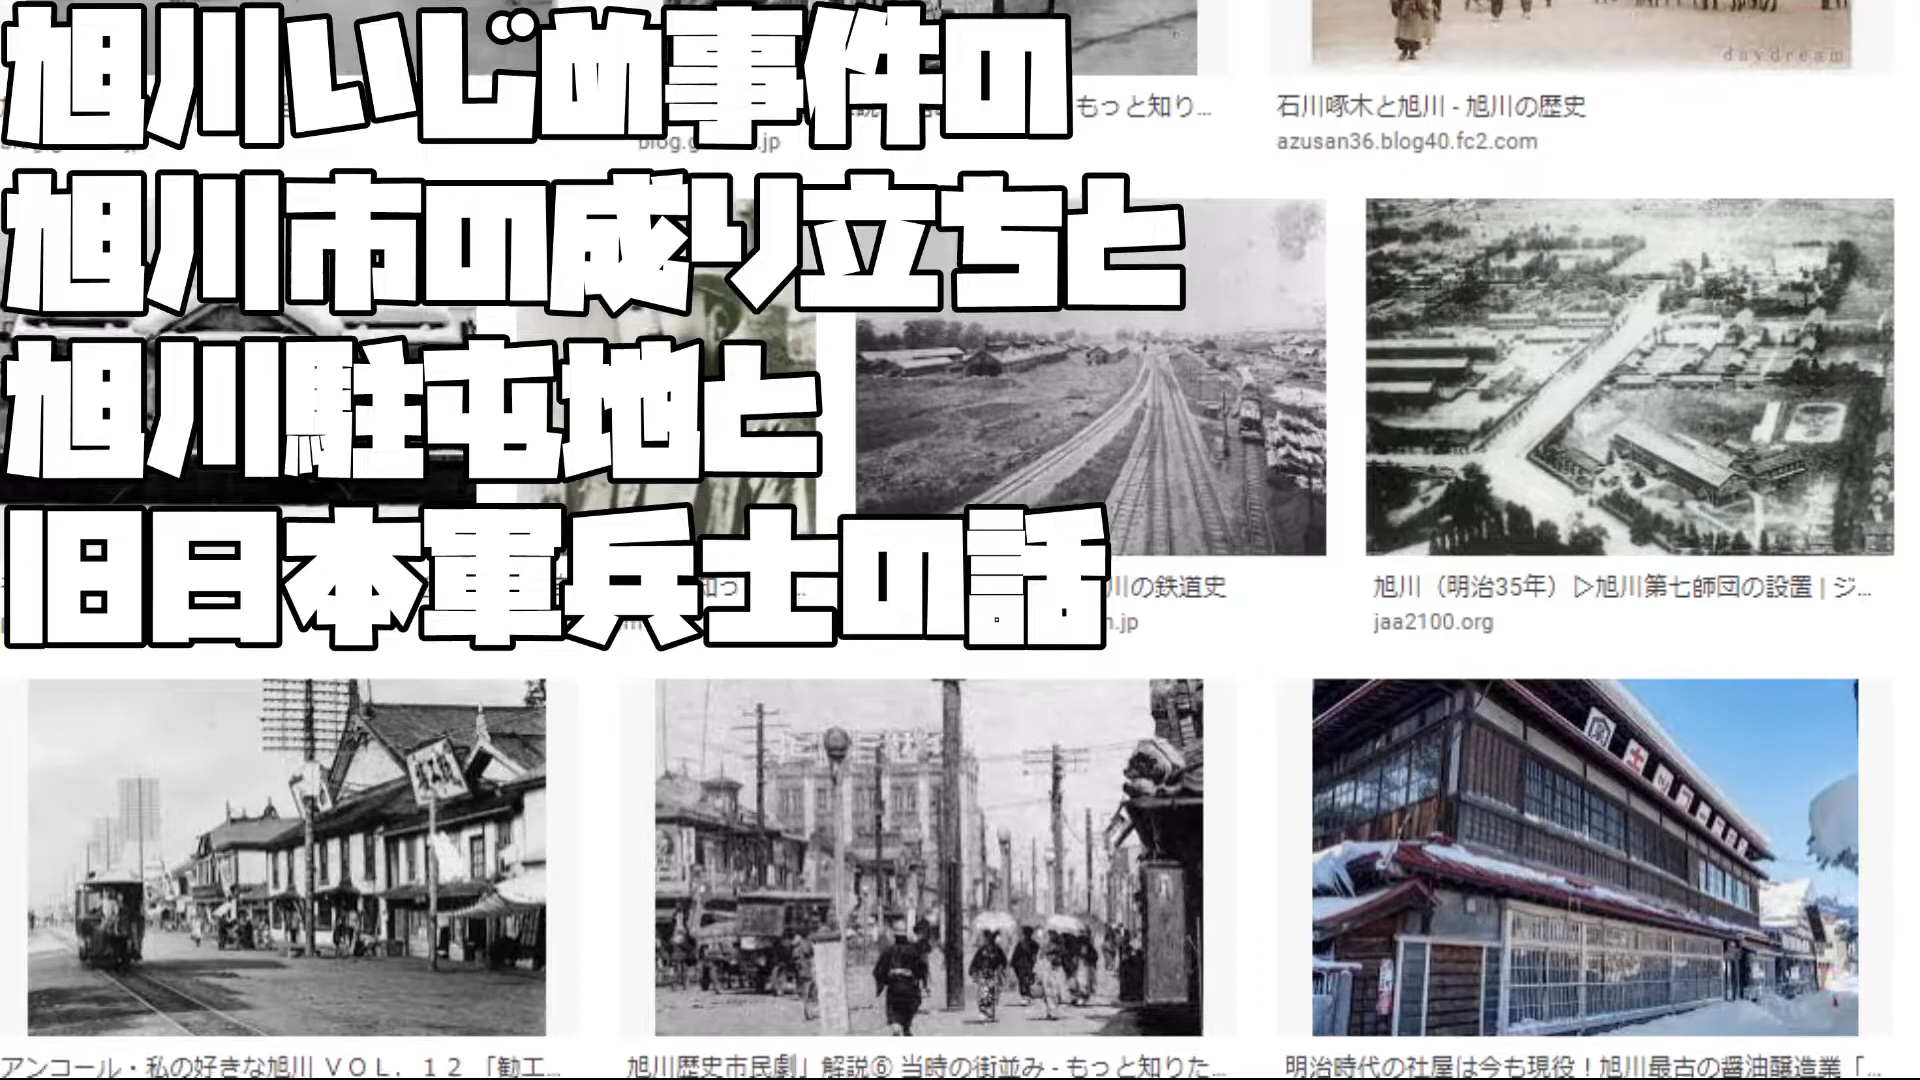 旭川いじめ事件の
旭川市の成り立ちと
旭川駐屯地と
旧日本軍兵士の話
daydream
もっと知り...
石川啄木と旭川 - 旭川の歴史
azusan36.blog40.fc2.com
川の鉄道史
旭川（明治35年）▷旭川第七師団の設置 | ジ...
jaa2100.org
アンコール・私の好きな旭川 ＶＯＬ．１２ 「勧工...
旭川歴史市民劇」解説⑥ 当時の街並み - もっと知りた...
明治時代の社屋は今も現役！旭川最古の醤油醸造業「...